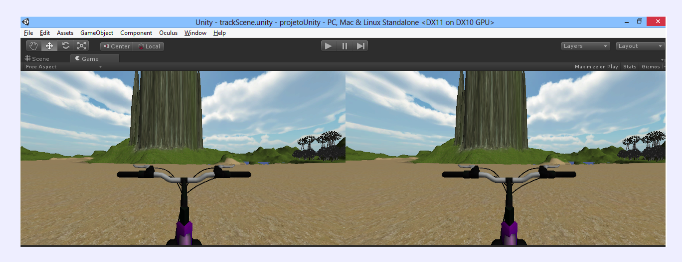 Unity - trackScene.unity - projetoUnity - PC, Mac & Linux Standalone <DX11 on DX10 GPU>
File Edit Assets GameObject Component Oculus Window Help
Center Local Layers Layout
Scene Game
Free Aspect Maximize on Play Stats Gizmos